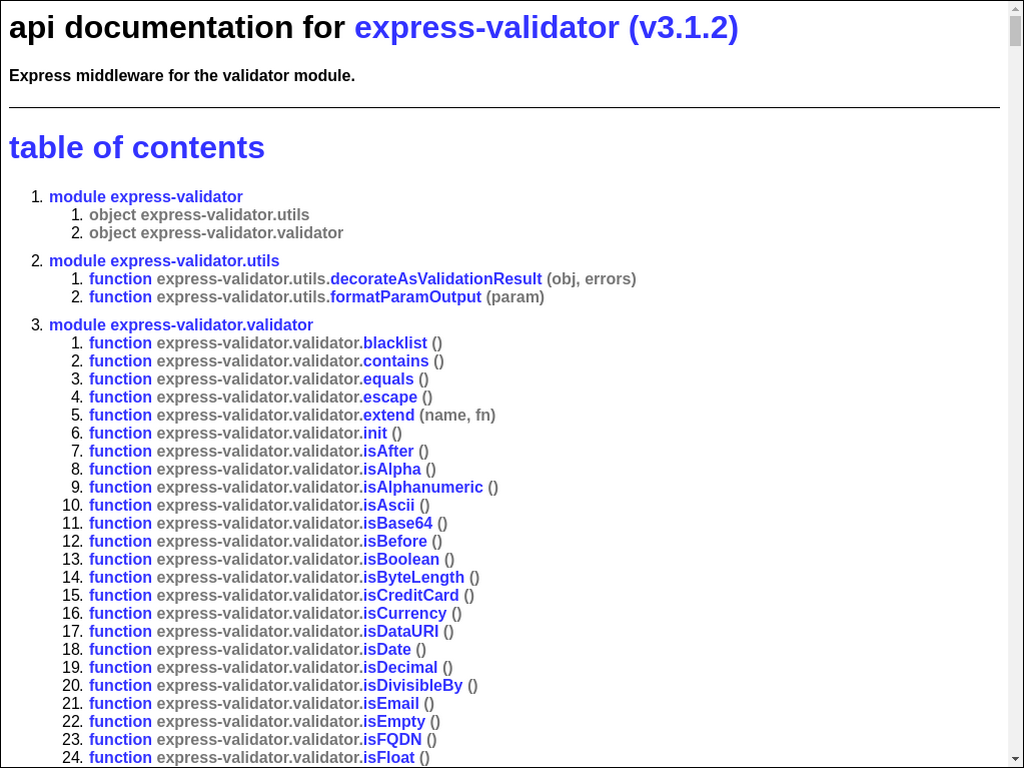 api documentation for express-validator (v3.1.2)
Express middleware for the validator module.
table of contents
1. module express-validator
1. object express-validator.utils
2. object express-validator.validator
2. module express-validator.utils
1. function express-validator.utils.decorateAsValidationResult (obj, errors)
2. function express-validator.utils.formatParamOutput (param)
3. module express-validator.validator
1. function express-validator.validator.blacklist ()
2. function express-validator.validator.contains ()
3. function express-validator.validator.equals ()
4. function express-validator.validator.escape ()
5. function express-validator.validator.extend (name, fn)
6. function express-validator.validator.init ()
7. function express-validator.validator.isAfter ()
8. function express-validator.validator.isAlpha ()
9. function express-validator.validator.isAlphanumeric ()
10. function express-validator.validator.isAscii ()
11. function express-validator.validator.isBase64 ()
12. function express-validator.validator.isBefore ()
13. function express-validator.validator.isBoolean ()
14. function express-validator.validator.isByteLength ()
15. function express-validator.validator.isCreditCard ()
16. function express-validator.validator.isCurrency ()
17. function express-validator.validator.isDataURI ()
18. function express-validator.validator.isDate ()
19. function express-validator.validator.isDecimal ()
20. function express-validator.validator.isDivisibleBy ()
21. function express-validator.validator.isEmail ()
22. function express-validator.validator.isEmpty ()
23. function express-validator.validator.isFQDN ()
24. function express-validator.validator.isFloat ()